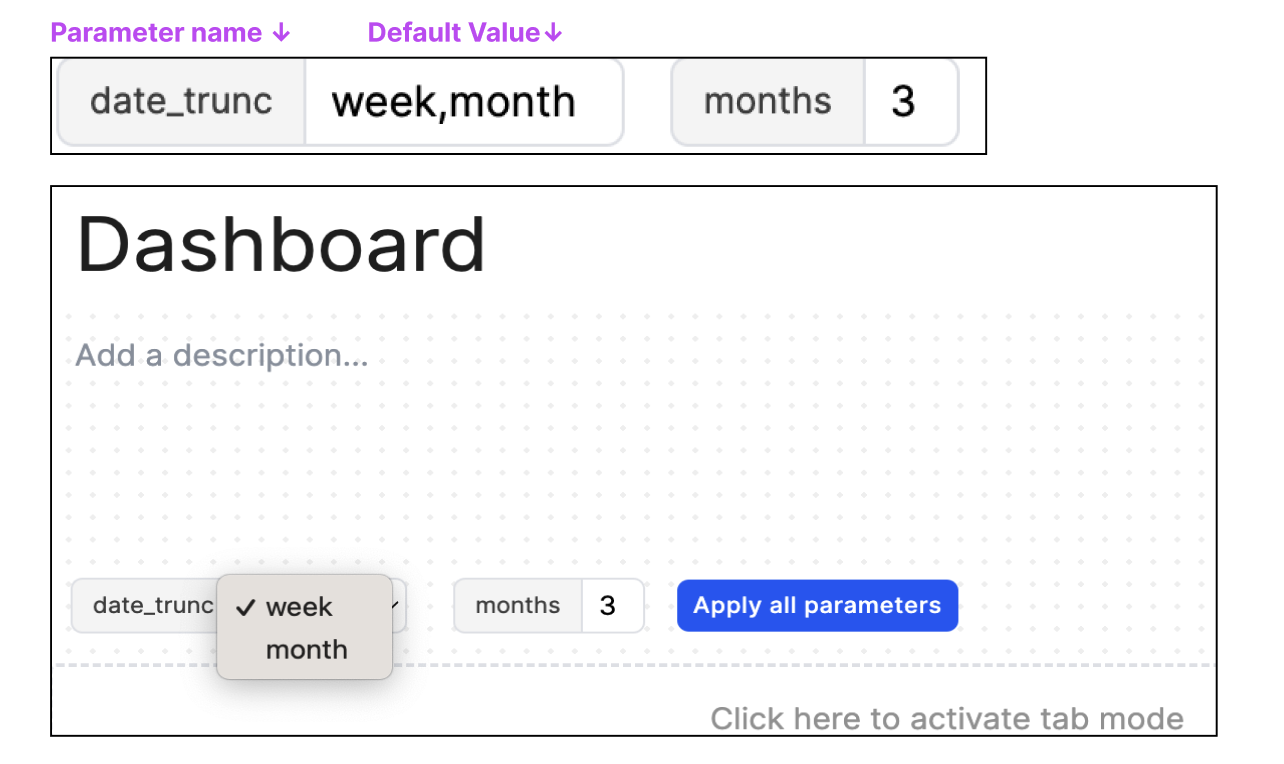 Parameter name ↓ Default Value↓
date_trunc week,month months 3
Dashboard
Add a description...
date_trunc ✓ week months 3 Apply all parameters
month
Click here to activate tab mode